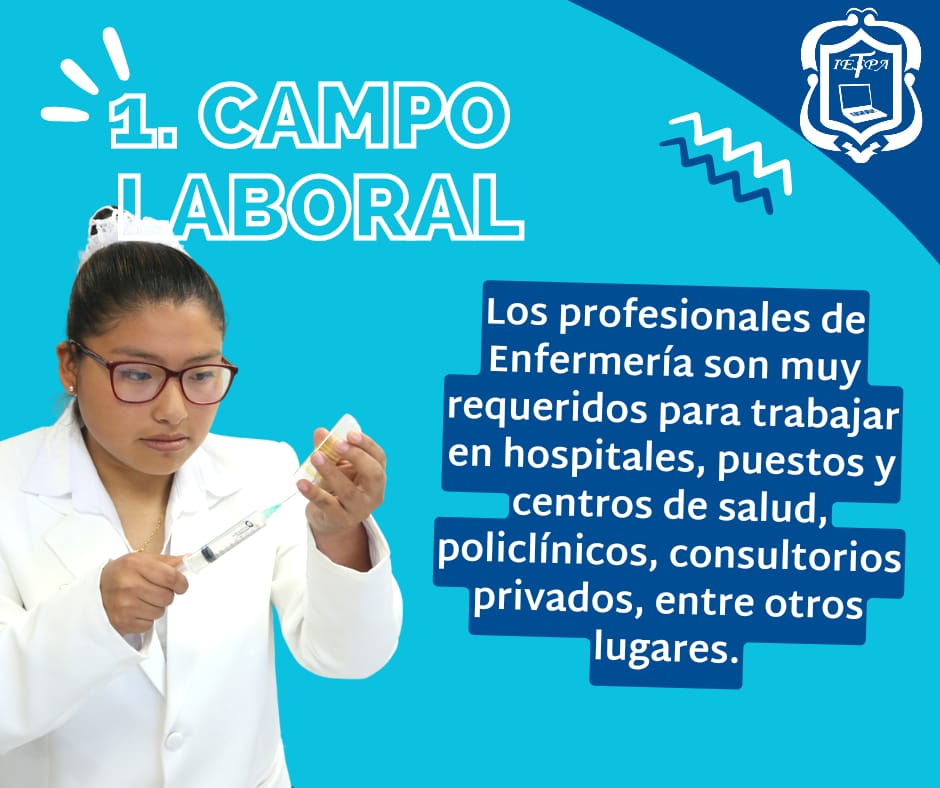 IESTPA
1. CAMPO
LABORAL
Los profesionales de
Enfermería son muy
requeridos para trabajar
en hospitales, puestos y
centros de salud,
policlínicos, consultorios
privados, entre otros
lugares.